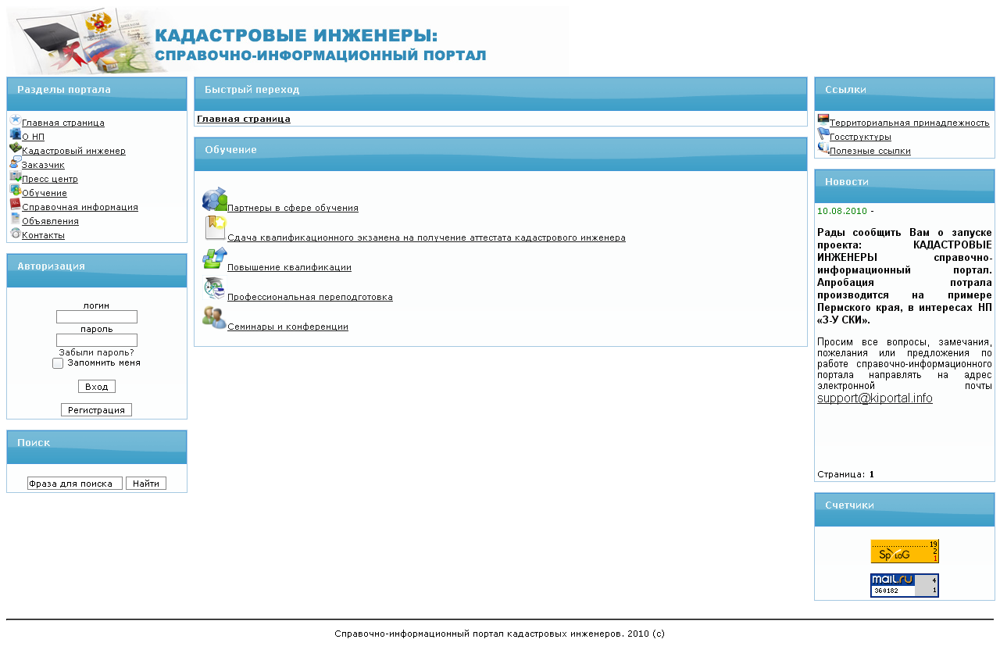 КАДАСТРОВЫЕ ИНЖЕНЕРЫ:
СПРАВОЧНО-ИНФОРМАЦИОННЫЙ ПОРТАЛ
Разделы портала
Главная страница
О НП
Кадастровый инженер
Заказчик
Пресс центр
Обучение
Справочная информация
Объявления
Контакты
Авторизация
логин
пароль
Забыли пароль?
Запомнить меня
Вход
Регистрация
Поиск
Фраза для поиска Найти
Быстрый переход
Главная страница
Обучение
Партнеры в сфере обучения
Сдача квалификационного экзамена на получение аттестата кадастрового инженера
Повышение квалификации
Профессиональная переподготовка
Семинары и конференции
Ссылки
Территориальная принадлежность
Госструктуры
Полезные ссылки
Новости
10.08.2010 -
Рады сообщить Вам о запуске
проекта: КАДАСТРОВЫЕ
ИНЖЕНЕРЫ справочно-
информационный портал.
Апробация потрала
производится на примере
Пермского края, в интересах НП
«З-У СКИ».
Просим все вопросы, замечания,
пожелания или предложения по
работе справочно-информационного
портала направлять на адрес
электронной почты
support@kiportal.info
Страница: 1
Счетчики
19
SpyLOG 2
1
mail.ru 4
360182 1
Справочно-информационный портал кадастровых инженеров. 2010 (c)